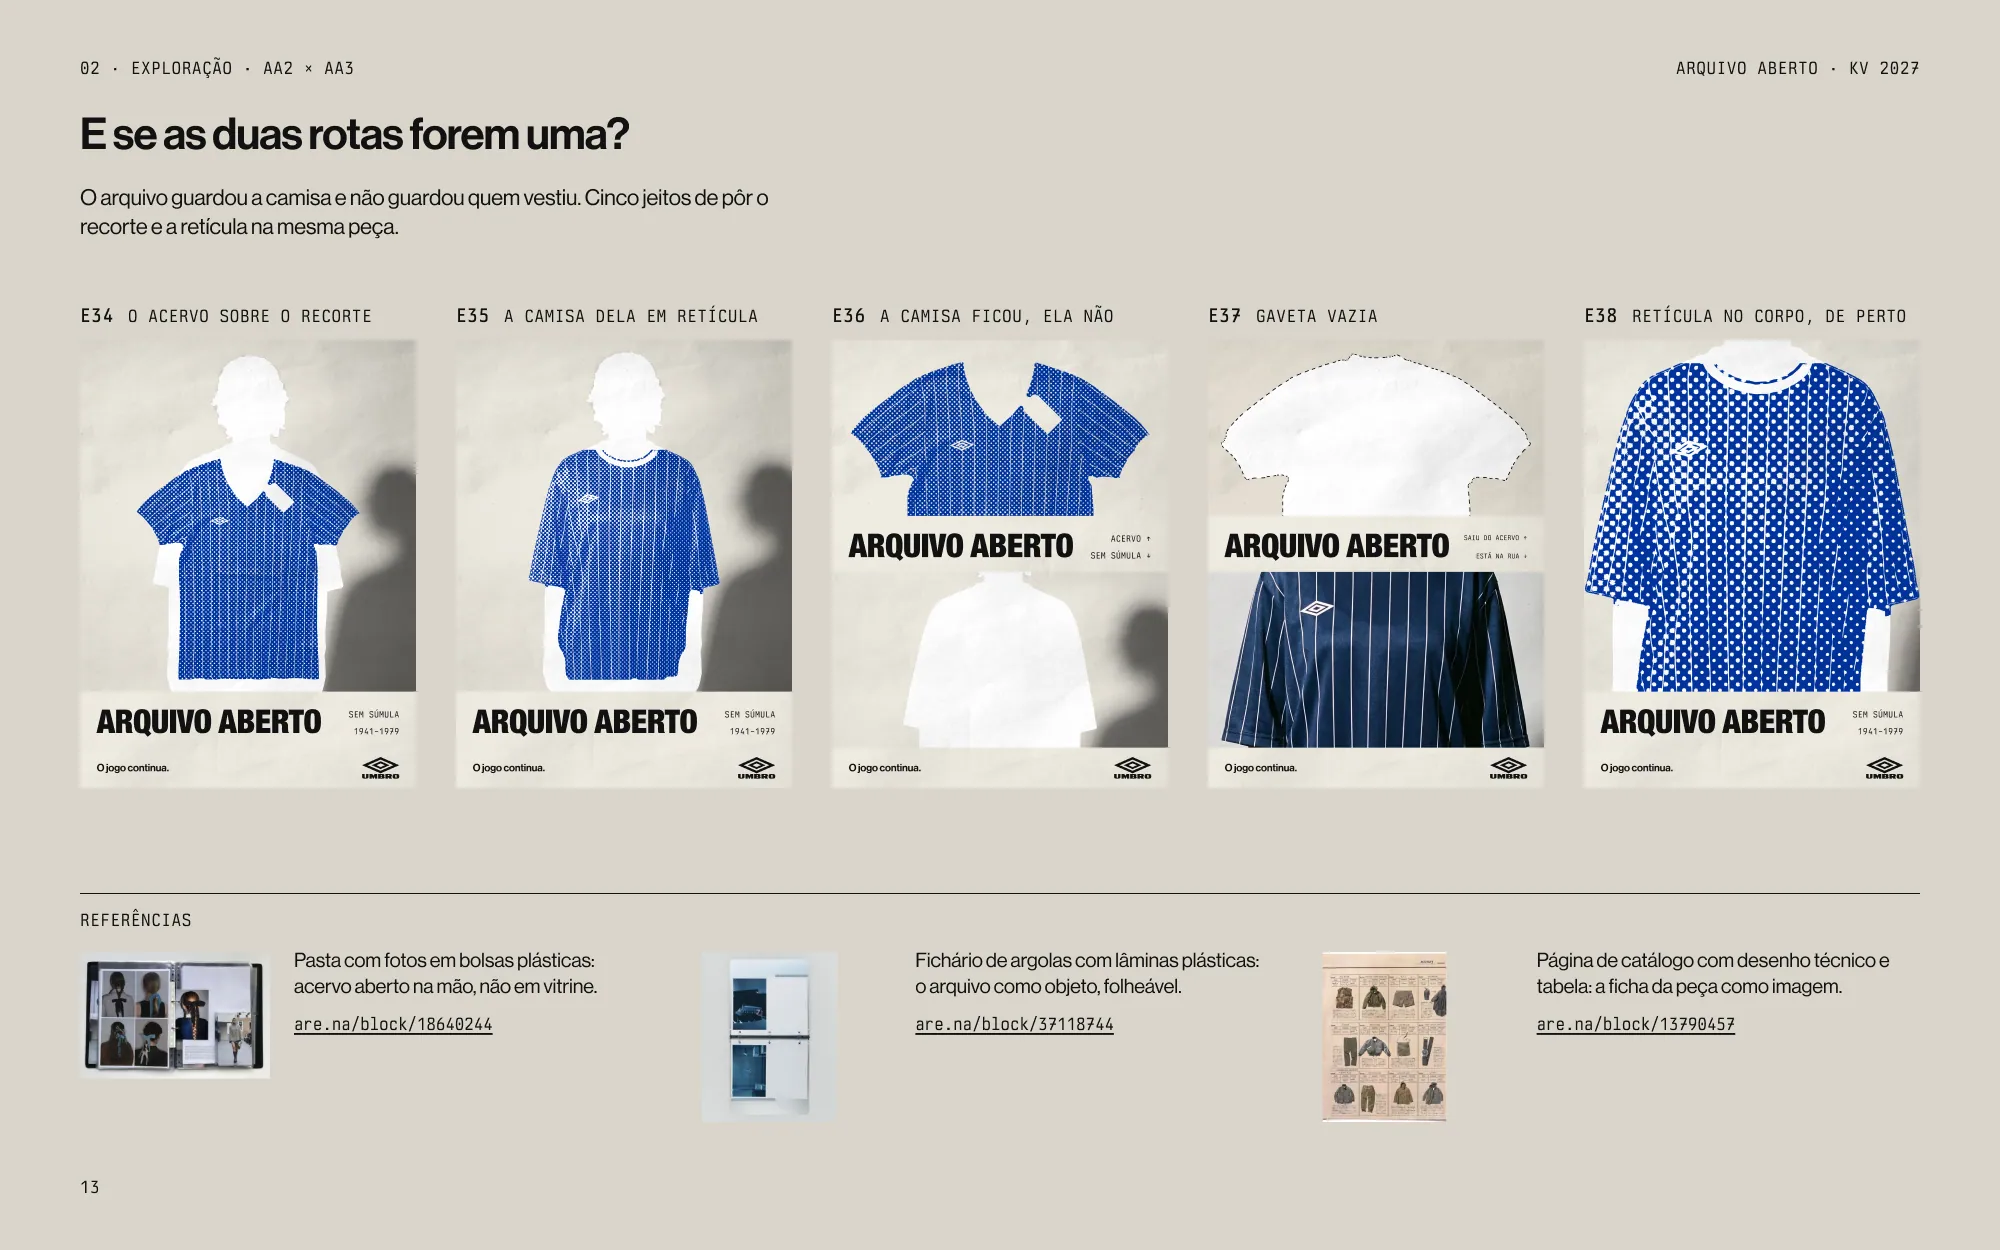 02 · EXPLORAÇÃO · AA2 × AA3
ARQUIVO ABERTO · KV 2027
E se as duas rotas forem uma?
O arquivo guardou a camisa e não guardou quem vestiu. Cinco jeitos de pôr o
recorte e a retícula na mesma peça.
E34 O ACERVO SOBRE O RECORTE
ARQUIVO ABERTO
SEM SÚMULA
1941–1979
O jogo continua.
UMBRO
E35 A CAMISA DELA EM RETÍCULA
ARQUIVO ABERTO
SEM SÚMULA
1941–1979
O jogo continua.
UMBRO
E36 A CAMISA FICOU, ELA NÃO
ARQUIVO ABERTO
ACERVO ↑
SEM SÚMULA ↓
O jogo continua.
UMBRO
E37 GAVETA VAZIA
ARQUIVO ABERTO
SAIU DO ACERVO ↑
ESTÁ NA RUA ↓
O jogo continua.
UMBRO
E38 RETÍCULA NO CORPO, DE PERTO
ARQUIVO ABERTO
SEM SÚMULA
1941–1979
O jogo continua.
UMBRO
REFERÊNCIAS
Pasta com fotos em bolsas plásticas:
acervo aberto na mão, não em vitrine.
are.na/block/18640244
Fichário de argolas com lâminas plásticas:
o arquivo como objeto, folheável.
are.na/block/37118744
Página de catálogo com desenho técnico e
tabela: a ficha da peça como imagem.
are.na/block/13790457
13